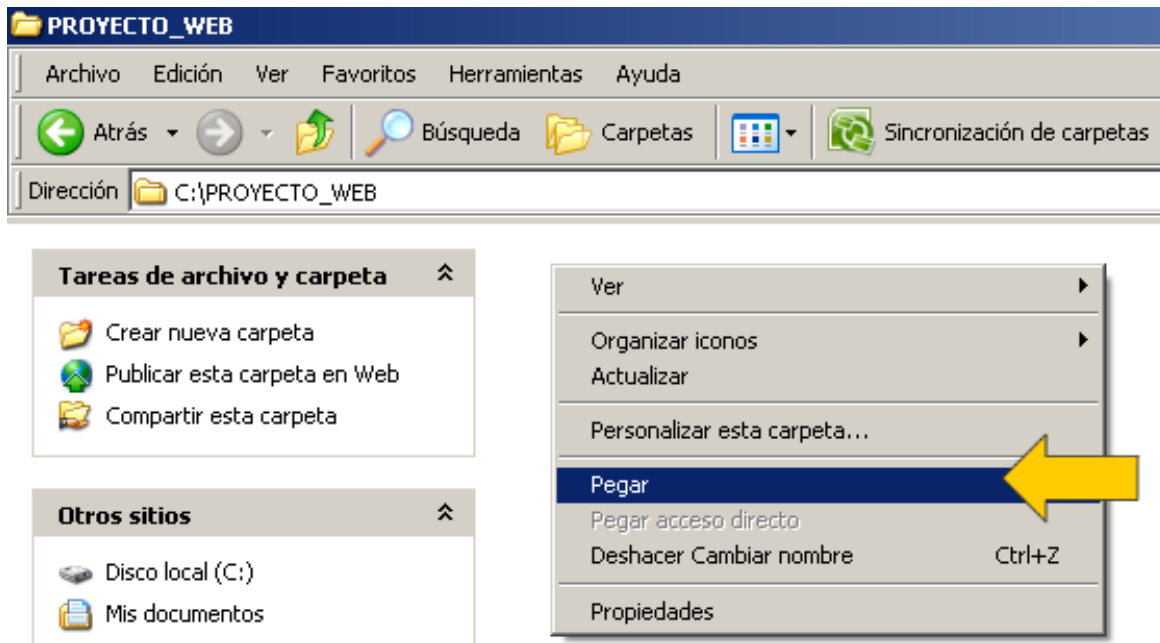 PROYECTO_WEB
Archivo Edición Ver Favoritos Herramientas Ayuda
Atrás Búsqueda Carpetas Sincronización de carpetas
Dirección C:\PROYECTO_WEB
Tareas de archivo y carpeta
Crear nueva carpeta
Publicar esta carpeta en Web
Compartir esta carpeta
Otros sitios
Disco local (C:)
Mis documentos
Ver
Organizar iconos
Actualizar
Personalizar esta carpeta...
Pegar
Pegar acceso directo
Deshacer Cambiar nombre Ctrl+Z
Propiedades